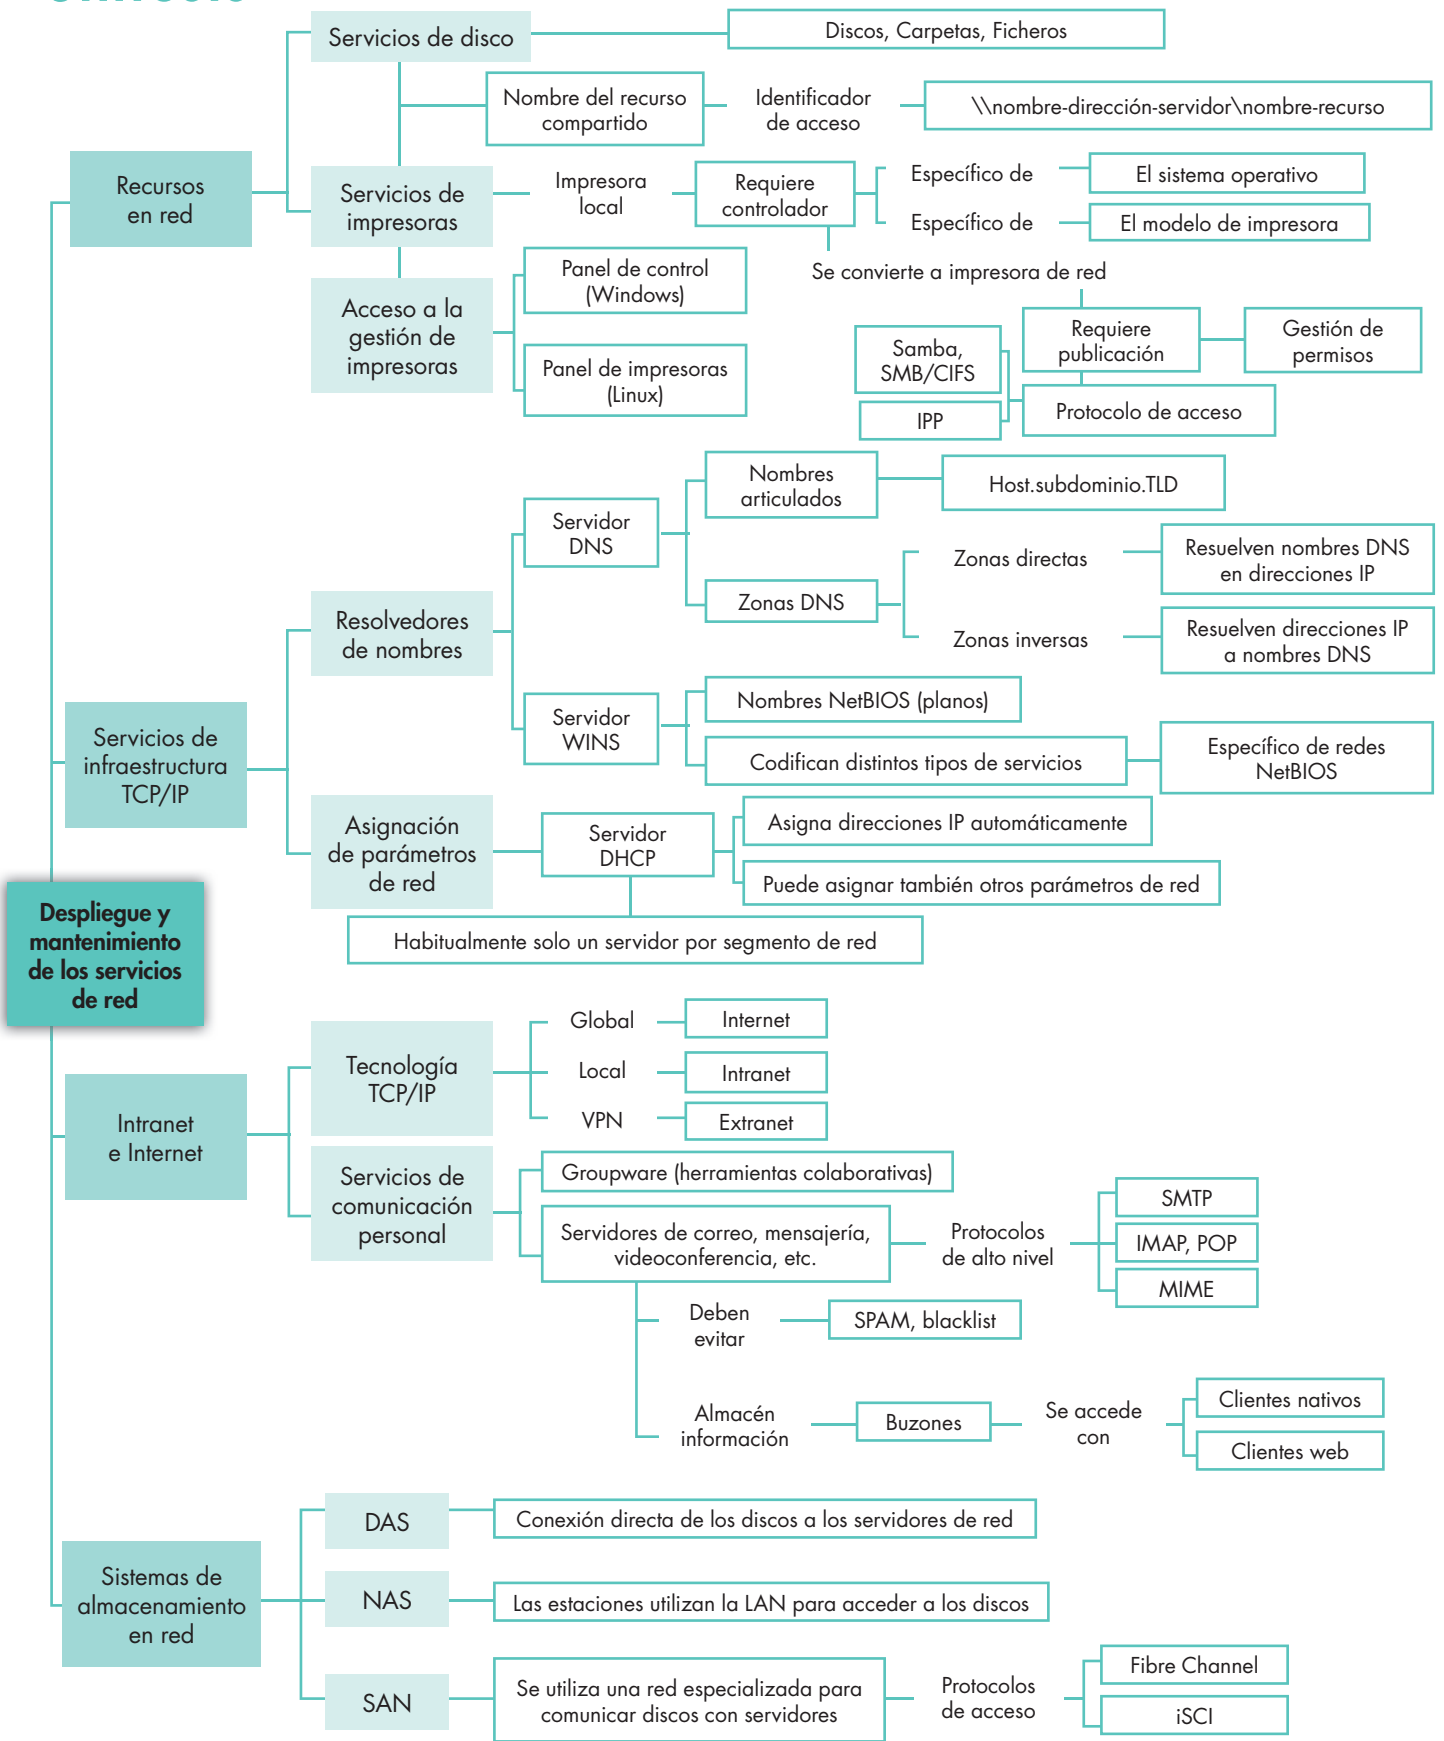 Servicios de disco
Discos, Carpetas, Ficheros
Nombre del recurso
compartido
Identificador
de acceso
\\nombre-dirección-servidor\nombre-recurso
Recursos
en red
Servicios de
impresoras
Impresora
local
Requiere
controlador
Específico de
El sistema operativo
Específico de
El modelo de impresora
Se convierte a impresora de red
Acceso a la
gestión de
impresoras
Panel de control
(Windows)
Panel de impresoras
(Linux)
Requiere
publicación
Gestión de
permisos
Samba,
SMB/CIFS
IPP
Protocolo de acceso
Servicios de
infraestructura
TCP/IP
Resolvedores
de nombres
Servidor
DNS
Nombres
articulados
Host.subdominio.TLD
Zonas DNS
Zonas directas
Resuelven nombres DNS
en direcciones IP
Zonas inversas
Resuelven direcciones IP
a nombres DNS
Servidor
WINS
Nombres NetBIOS (planos)
Codifican distintos tipos de servicios
Específico de redes
NetBIOS
Asignación
de parámetros
de red
Servidor
DHCP
Asigna direcciones IP automáticamente
Puede asignar también otros parámetros de red
Habitualmente solo un servidor por segmento de red
Despliegue y
mantenimiento
de los servicios
de red
Intranet
e Internet
Tecnología
TCP/IP
Global
Internet
Local
Intranet
VPN
Extranet
Servicios de
comunicación
personal
Groupware (herramientas colaborativas)
Servidores de correo, mensajería,
videoconferencia, etc.
Protocolos
de alto nivel
SMTP
IMAP, POP
MIME
Deben
evitar
SPAM, blacklist
Almacén
información
Buzones
Se accede
con
Clientes nativos
Clientes web
Sistemas de
almacenamiento
en red
DAS
Conexión directa de los discos a los servidores de red
NAS
Las estaciones utilizan la LAN para acceder a los discos
SAN
Se utiliza una red especializada para
comunicar discos con servidores
Protocolos
de acceso
Fibre Channel
iSCI